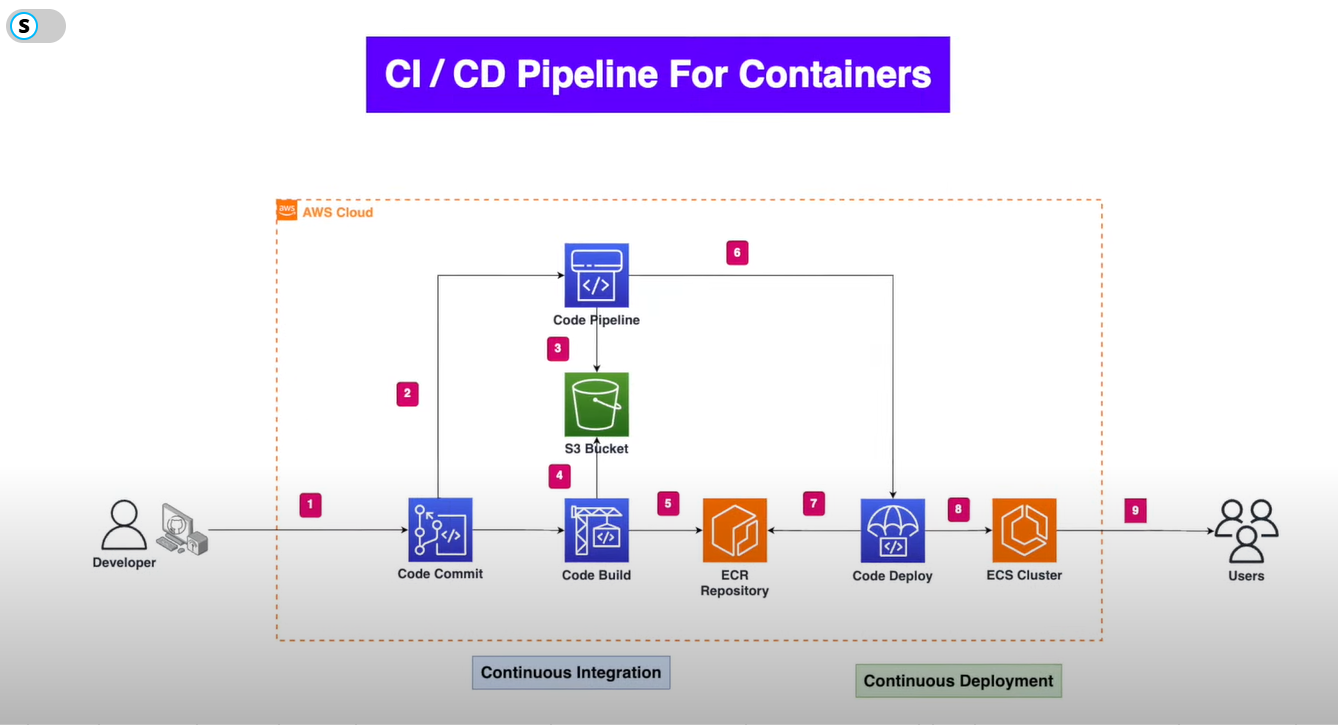 S
CI / CD Pipeline For Containers
aws
AWS Cloud
6
</>
Code Pipeline
3
2
S3 Bucket
4
1
5
7
8
9
</>
</>
</>
Developer
Code Commit
Code Build
ECR
Repository
Code Deploy
ECS Cluster
Users
Continuous Integration
Continuous Deployment